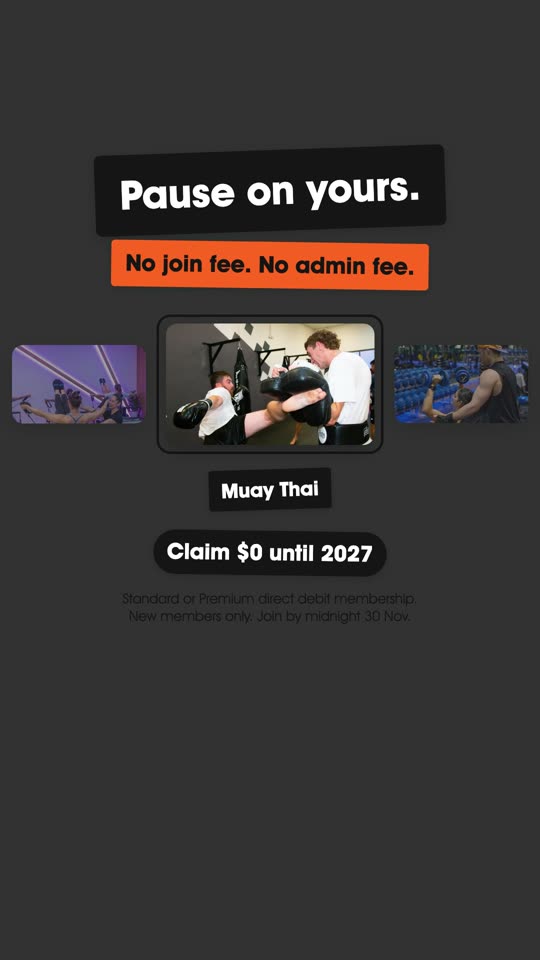 Pause on yours.
No join fee. No admin fee.
Muay Thai
Claim $0 until 2027
Standard or Premium direct debit membership.
New members only. Join by midnight 30 Nov.